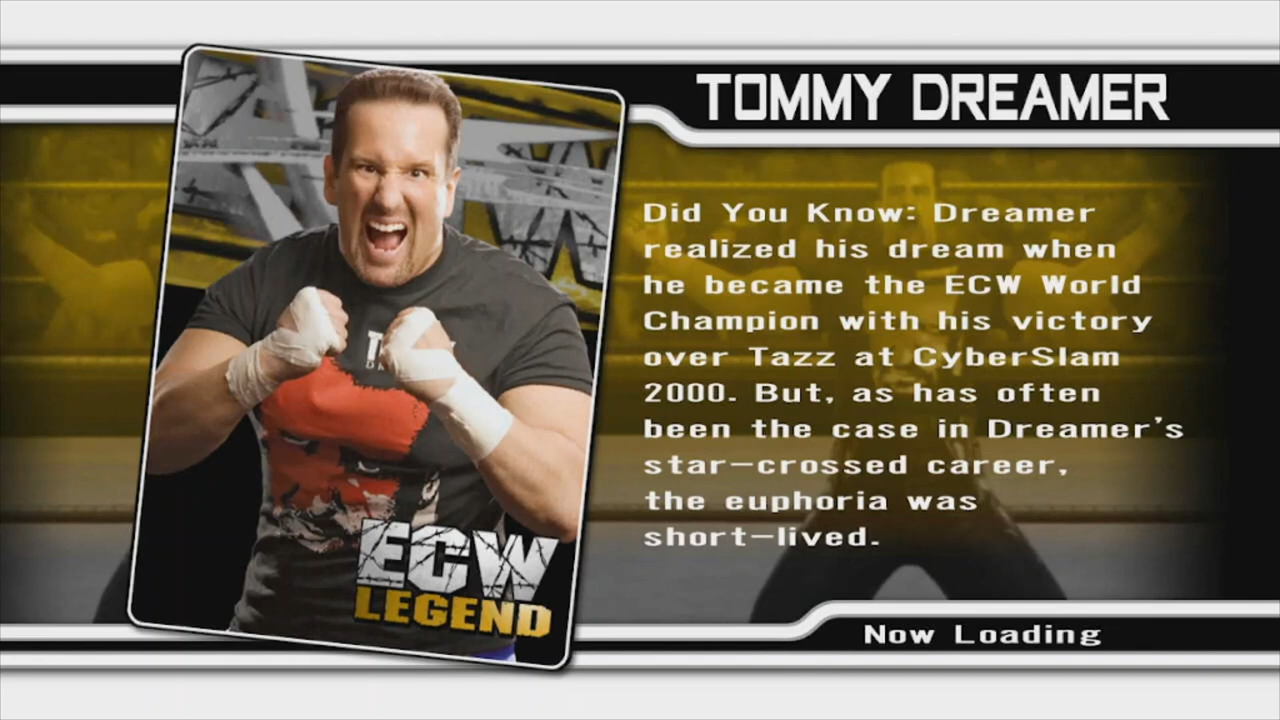 TOMMY DREAMER
Did You Know: Dreamer
realized his dream when
he became the ECW World
Champion with his victory
over Tazz at CyberSlam
2000. But, as has often
been the case in Dreamer's
star-crossed career,
the euphoria was
short-lived.
ECW
LEGEND
Now Loading